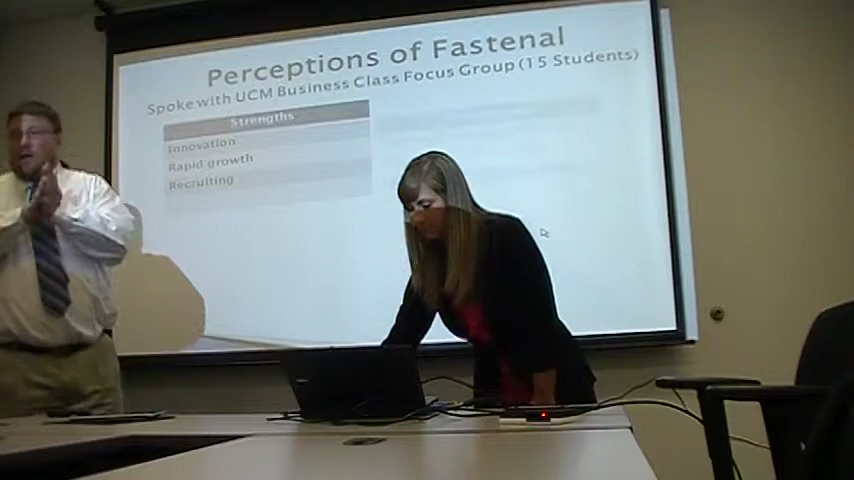 Perceptions of Fastenal
Spoke with UCM Business Class Focus Group (15 Students)
Strengths
Innovation
Rapid growth
Recruiting